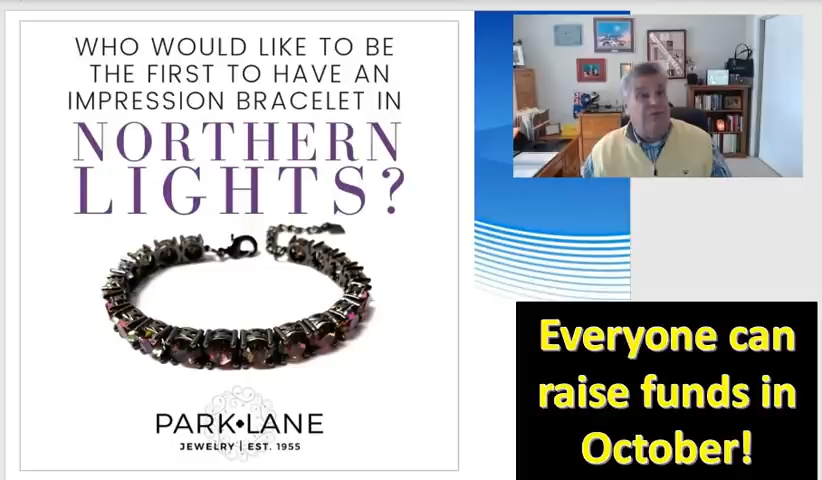 WHO WOULD LIKE TO BE
THE FIRST TO HAVE AN
IMPRESSION BRACELET IN
NORTHERN
LIGHTS?
PARK•LANE
JEWELRY | EST. 1955
Everyone can
raise funds in
October!